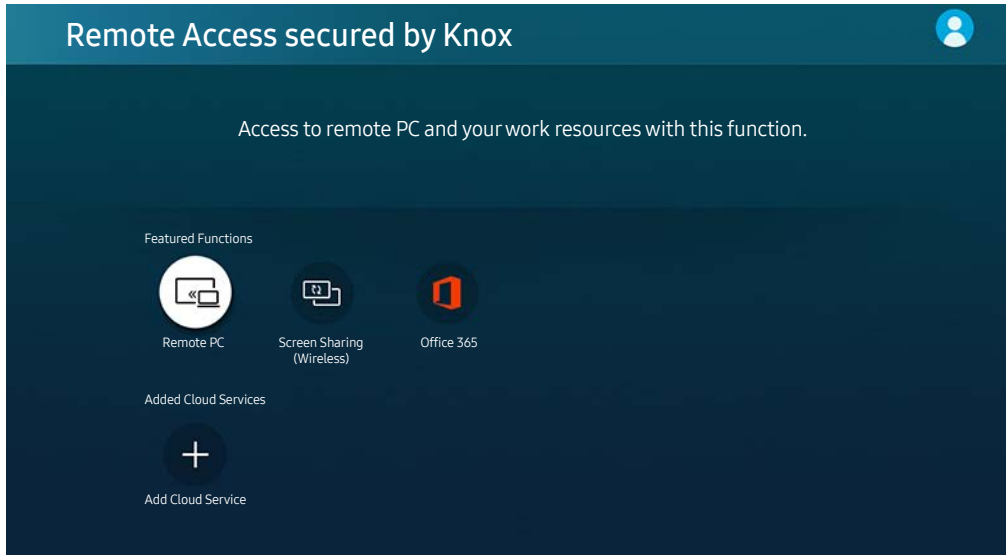 Remote Access secured by Knox
Access to remote PC and your work resources with this function.
Featured Functions
Remote PC
Screen Sharing
(Wireless)
Office 365
Added Cloud Services
Add Cloud Service